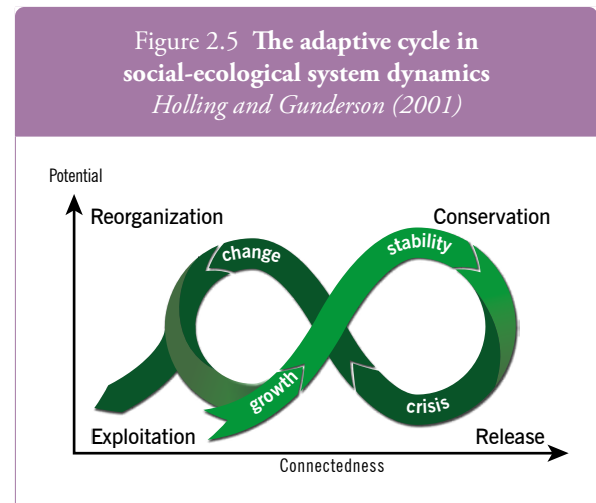 Figure 2.5 The adaptive cycle in
social-ecological system dynamics
Holling and Gunderson (2001)
Potential
Reorganization
Conservation
change
stability
growth
crisis
Exploitation
Release
Connectedness